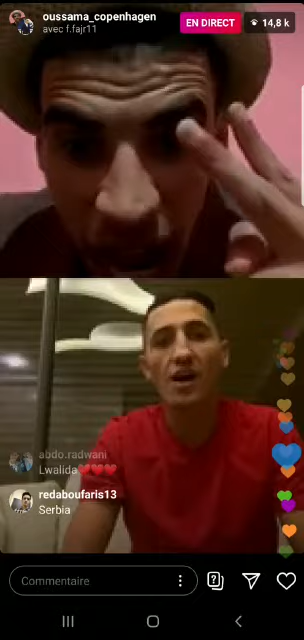 oussama_copenhagen
avec f.fajr11
EN DIRECT
14,8 k
abdo.radwani
Lwalida❤️❤️❤️
redaboufaris13
Serbia
Commentaire